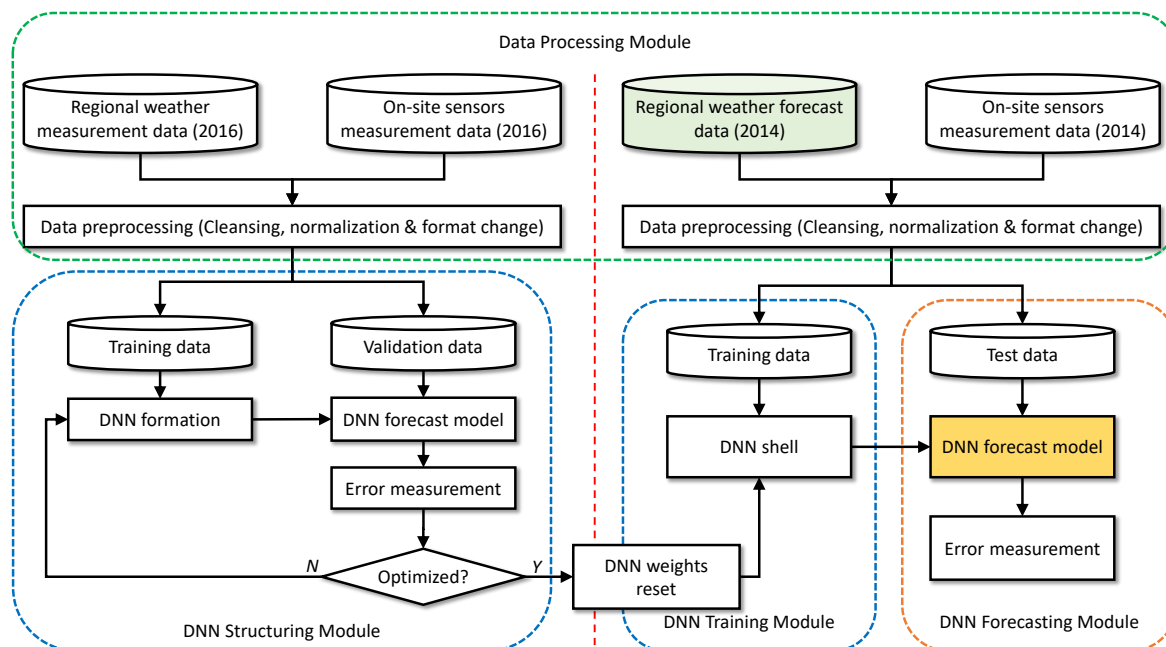 Data Processing Module
Regional weather
measurement data (2016)
On-site sensors
measurement data (2016)
Regional weather forecast
data (2014)
On-site sensors
measurement data (2014)
Data preprocessing (Cleansing, normalization & format change)
Data preprocessing (Cleansing, normalization & format change)
Training data
Validation data
Training data
Test data
DNN formation
DNN forecast model
DNN shell
DNN forecast model
Error measurement
Error measurement
N
Optimized?
Y
DNN weights
reset
DNN Structuring Module
DNN Training Module
DNN Forecasting Module